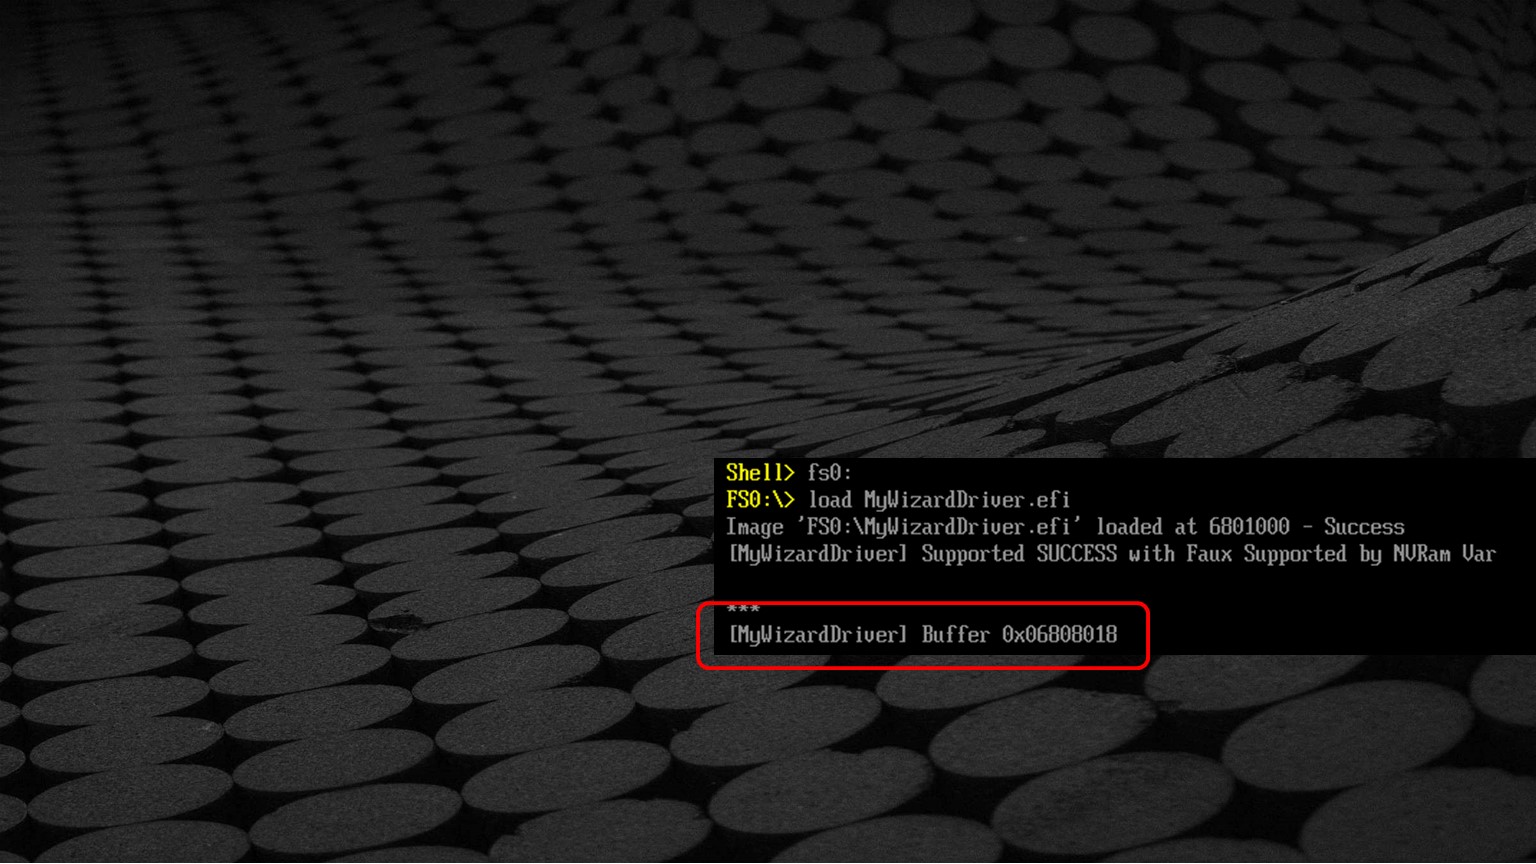 Shell> fs0:
FS0:\> load MyWizardDriver.efi
Image 'FS0:\MyWizardDriver.efi' loaded at 6801000 - Success
[MyWizardDriver] Supported SUCCESS with Faux Supported by NVRam Var
***
[MyWizardDriver] Buffer 0x06808018